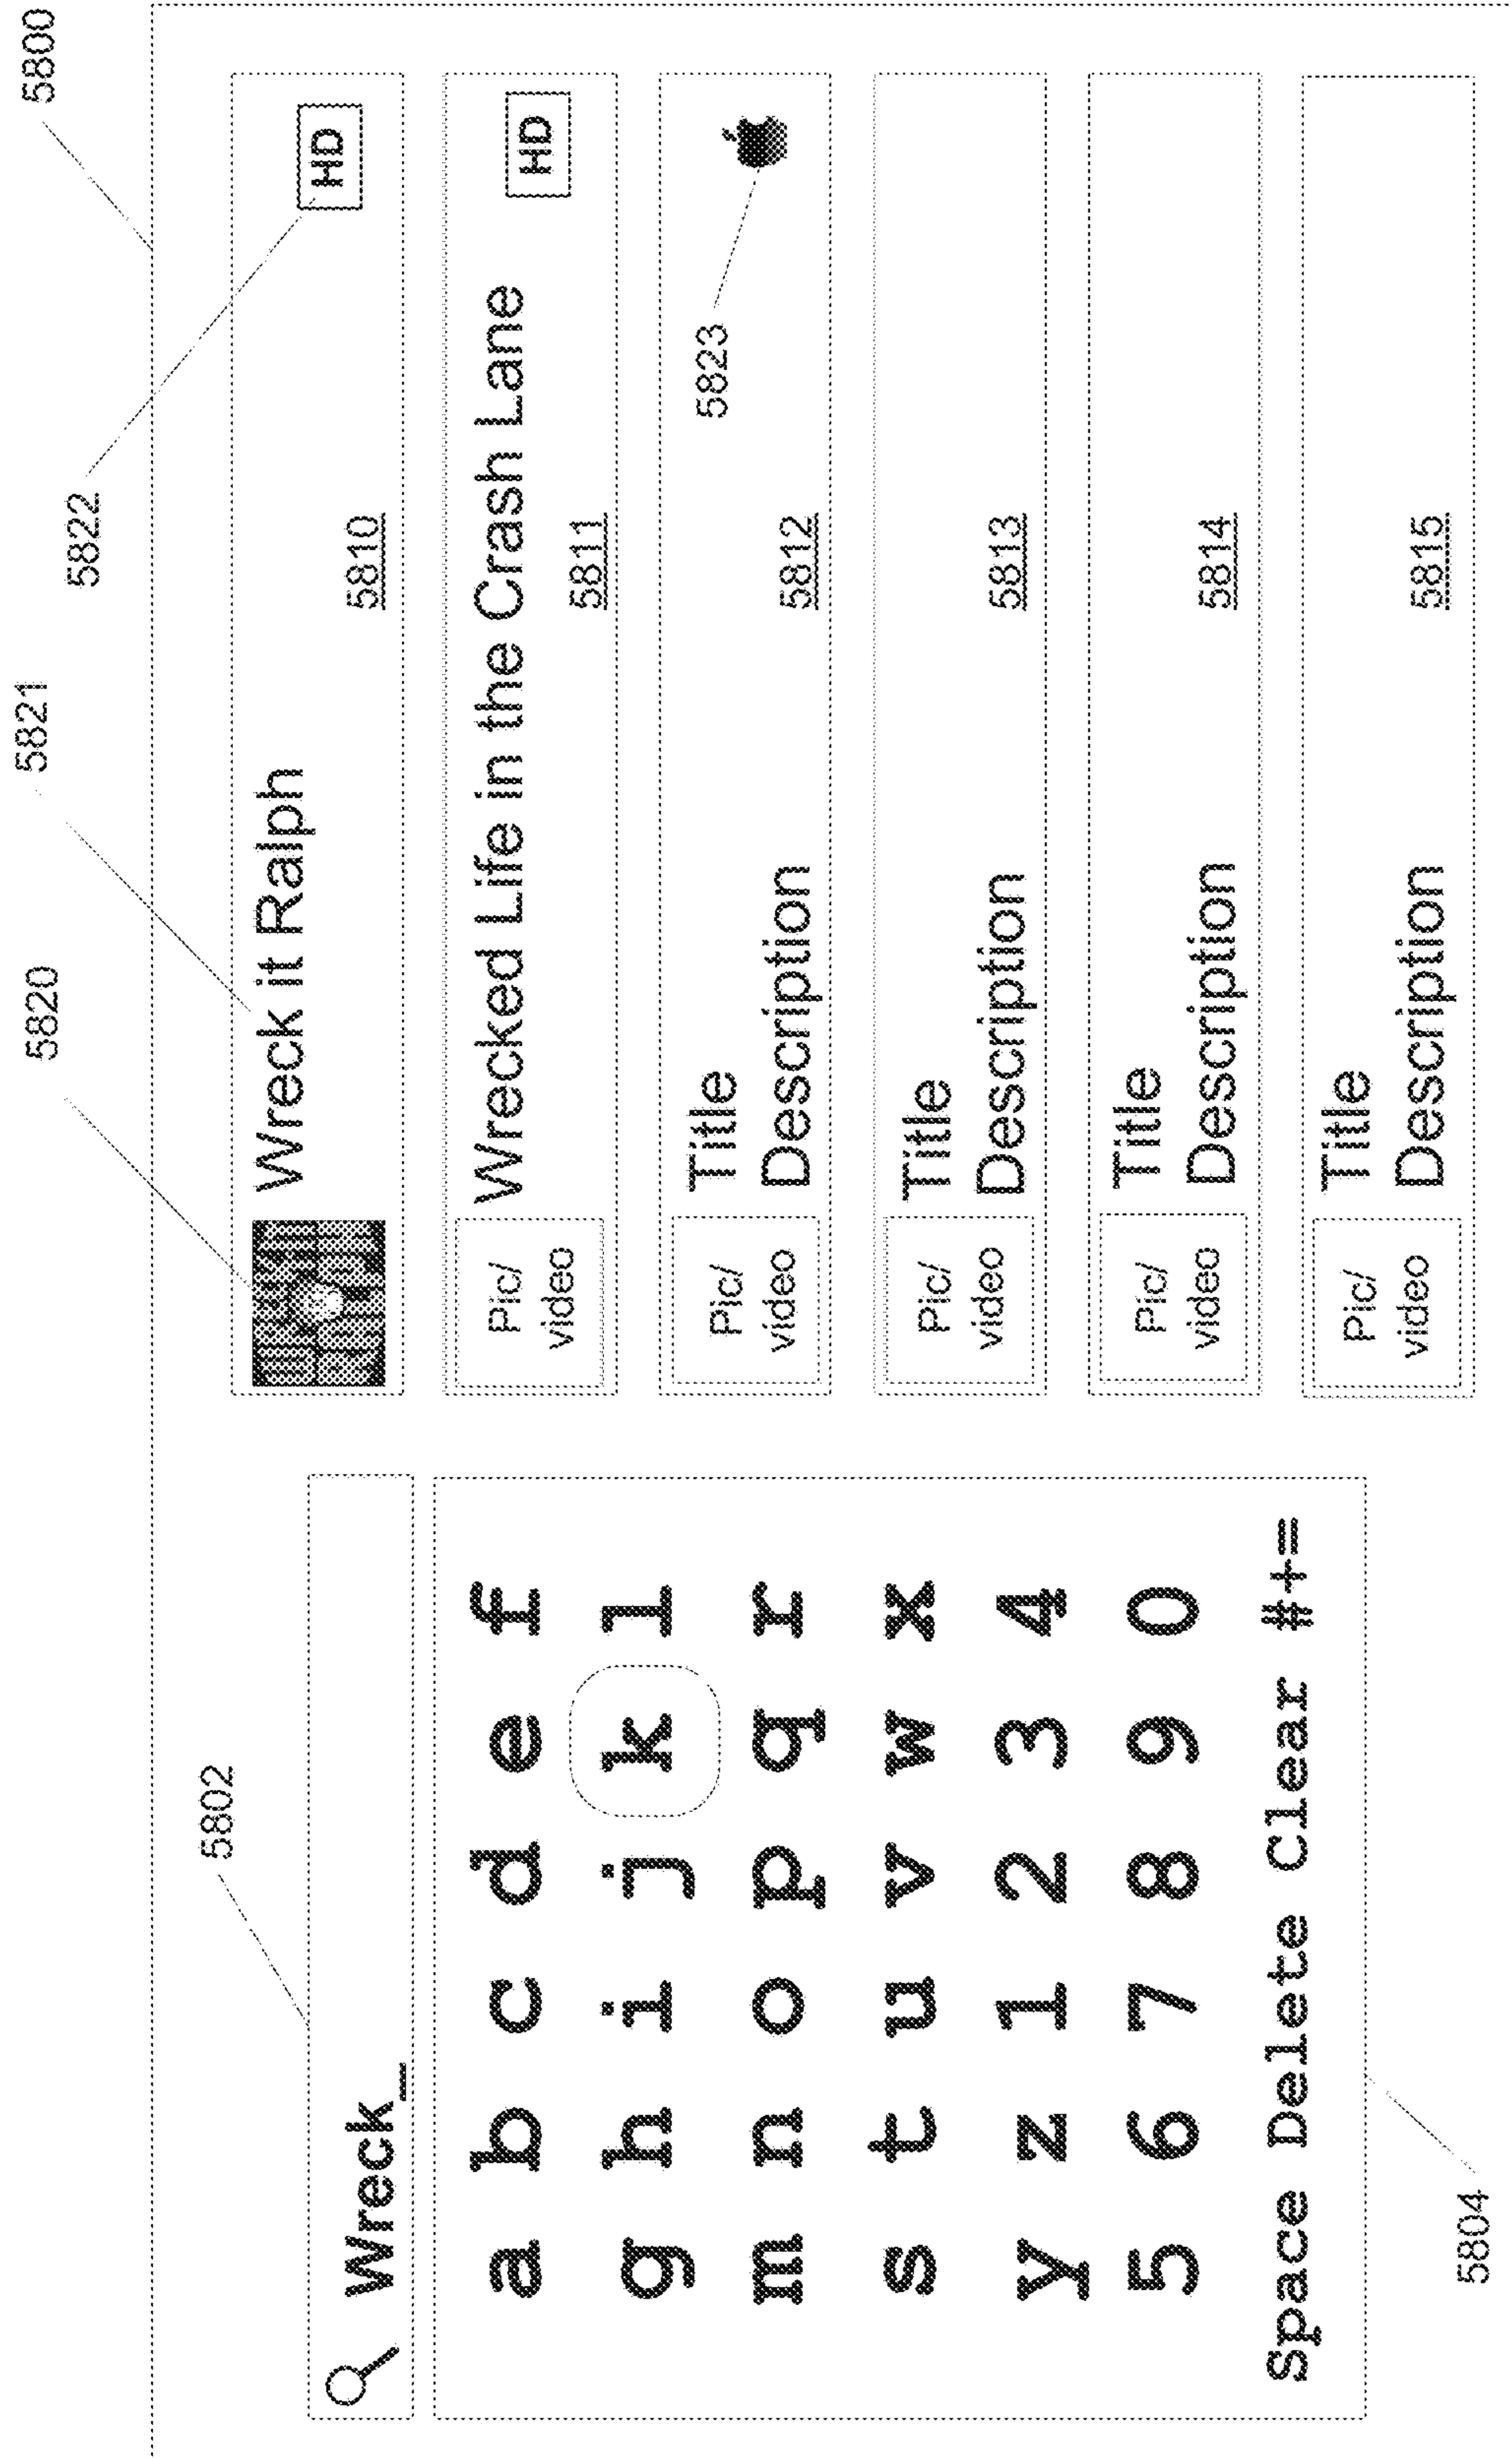 5800
5820
5821
5822
5802
Wreck_
a b c d e f
g h i j k l
m n o p q r
s t u v w x
y z 1 2 3 4
5 6 7 8 9 0
Space Delete Clear #+=
5804
Wreck it Ralph
HD
5810
Pic/
video
Wrecked Life in the Crash Lane
HD
5811
Pic/
video
Title
Description
5823
5812
Pic/
video
Title
Description
5813
Pic/
video
Title
Description
5814
Pic/
video
Title
Description
5815